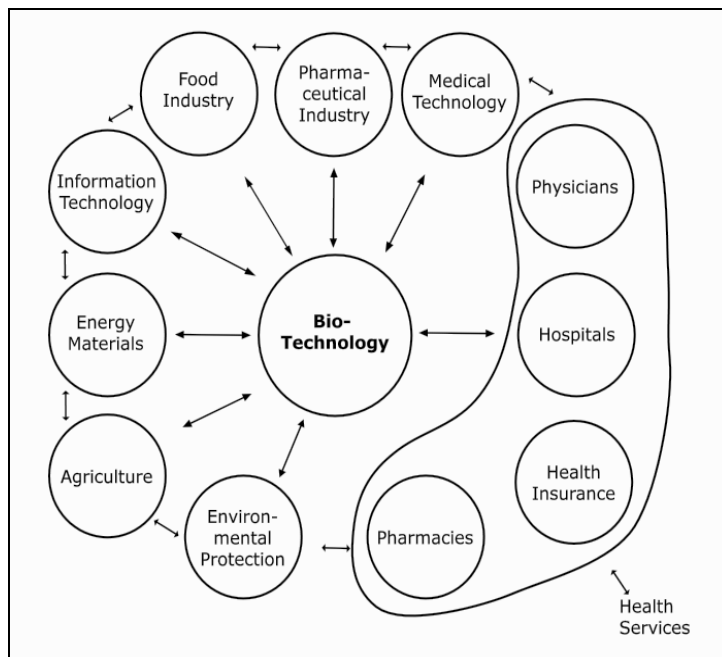 Food
Industry
Pharma-
ceutical
Industry
Medical
Technology
Information
Technology
Physicians
Energy
Materials
Bio-
Technology
Hospitals
Agriculture
Environ-
mental
Protection
Pharmacies
Health
Insurance
Health
Services